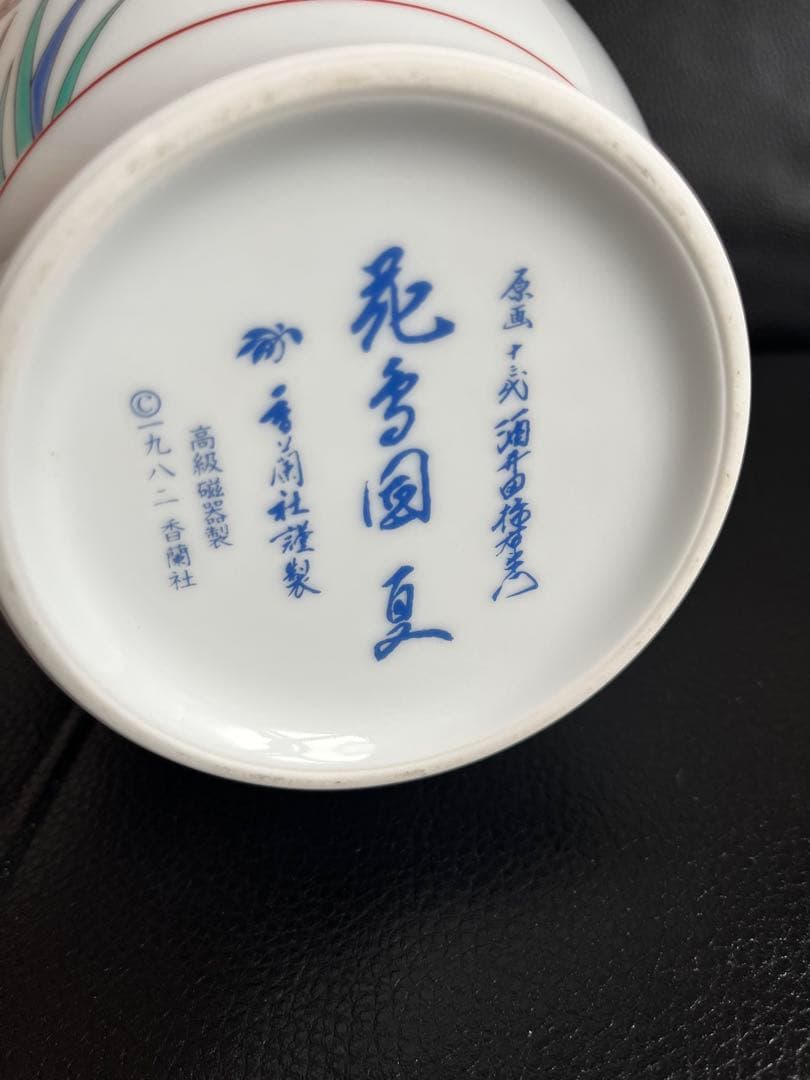 原画 十三代 酒井田柿右衛門
花鳥図 夏
香蘭社謹製
高級磁器製
©一九八二 香蘭社